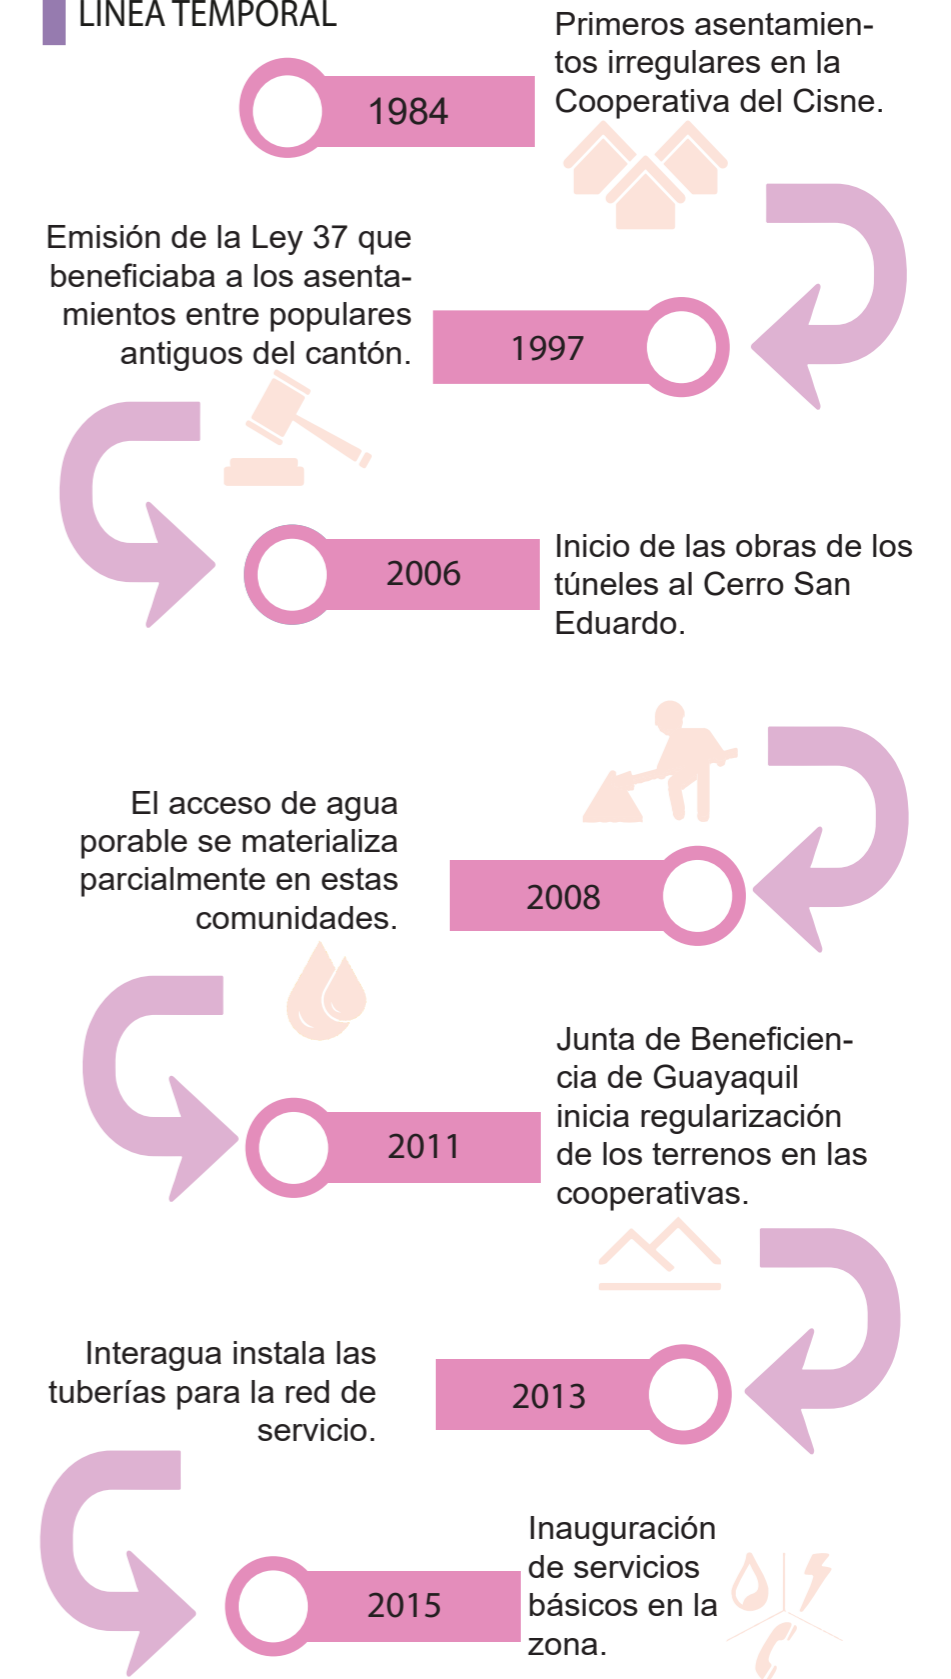 LÍNEA TEMPORAL
1984
Primeros asentamien-
tos irregulares en la
Cooperativa del Cisne.
Emisión de la Ley 37 que
beneficiaba a los asenta-
mientos entre populares
antiguos del cantón.
1997
2006
Inicio de las obras de los
túneles al Cerro San
Eduardo.
El acceso de agua
porable se materializa
parcialmente en estas
comunidades.
2008
2011
Junta de Beneficien-
cia de Guayaquil
inicia regularización
de los terrenos en las
cooperativas.
Interagua instala las
tuberías para la red de
servicio.
2013
2015
Inauguración
de servicios
básicos en la
zona.